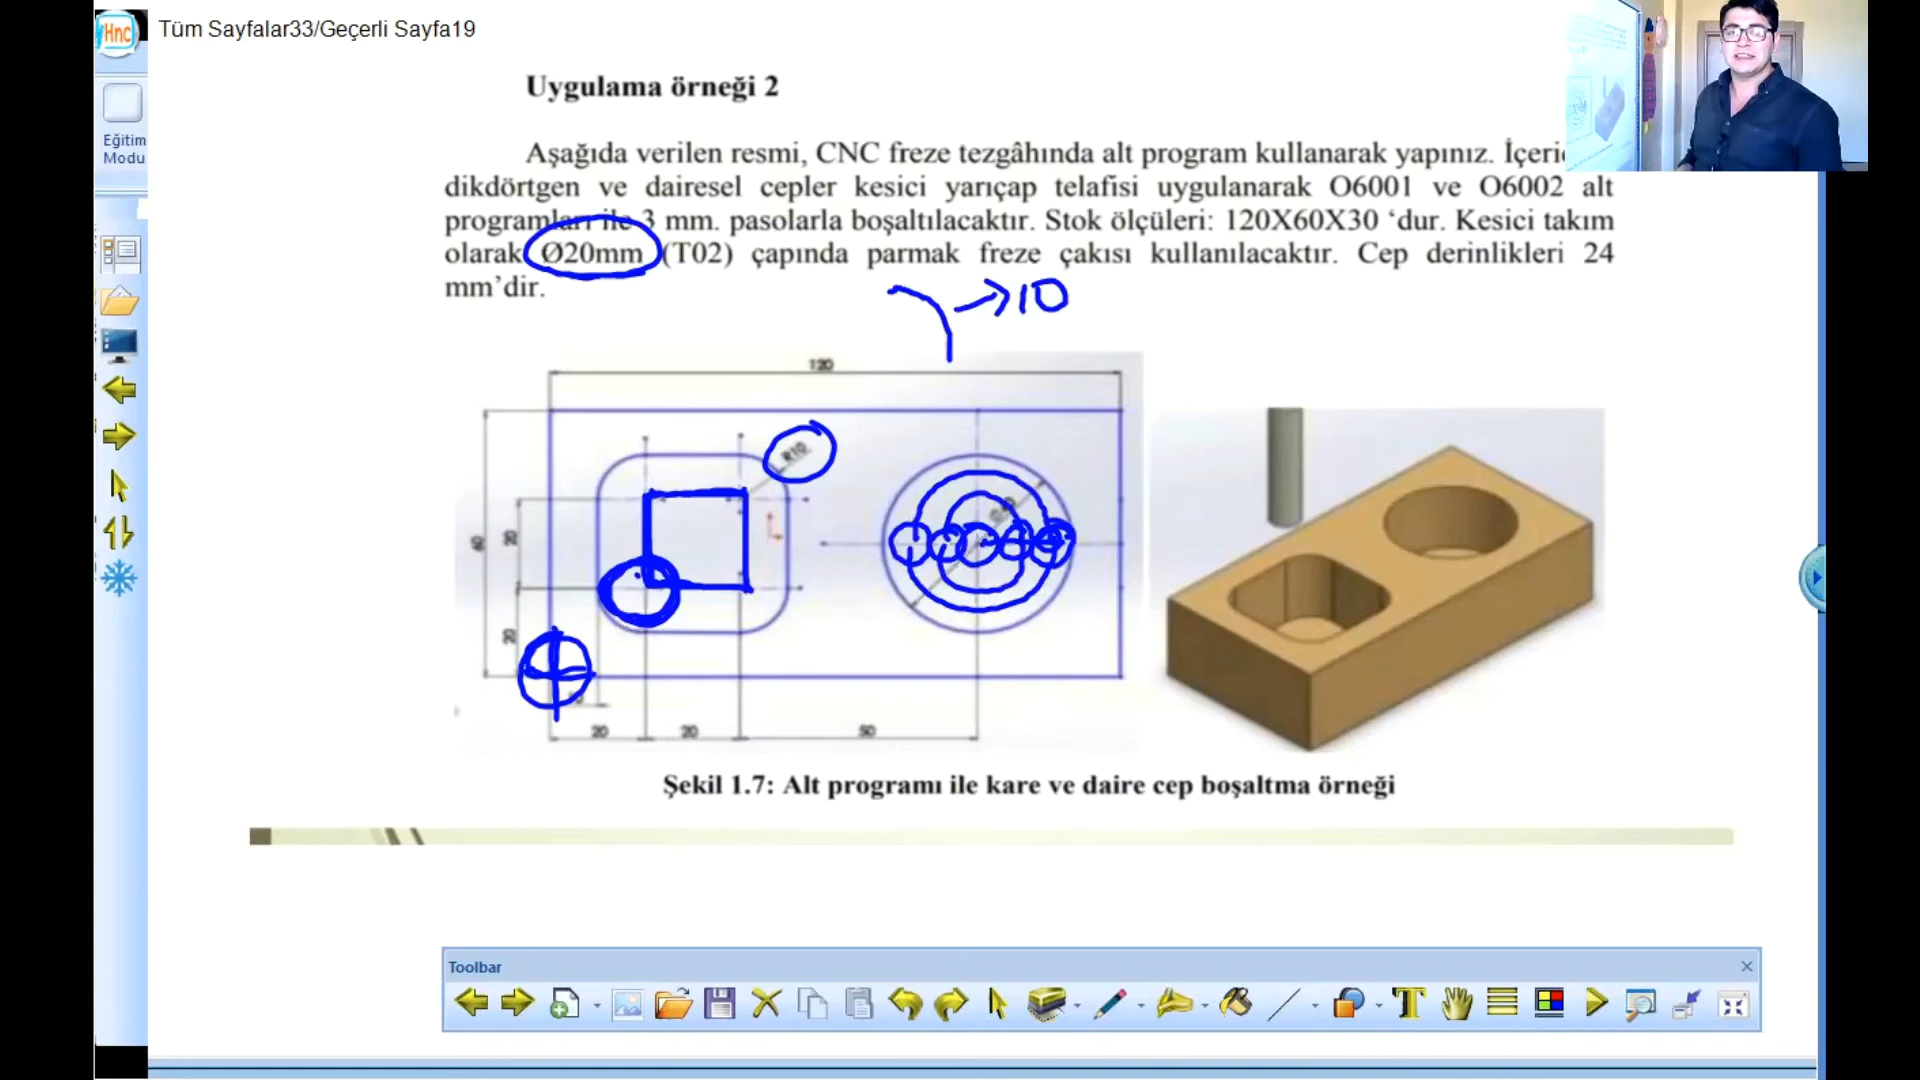 Hnc
Tüm Sayfalar33/Geçerli Sayfa19
Eğitim
Modu
Uygulama örneği 2
Aşağıda verilen resmi, CNC freze tezgâhında alt program kullanarak yapınız. İçeri
dikdörtgen ve dairesel cepler kesici yarıçap telafisi uygulanarak O6001 ve O6002 alt
programları ile 3 mm. pasolarla boşaltılacaktır. Stok ölçüleri: 120X60X30 ‘dur. Kesici takım
olarak Ø20mm (T02) çapında parmak freze çakısı kullanılacaktır. Cep derinlikleri 24
mm’dir.
10
120
R10
60
20
20
20
20
50
Şekil 1.7: Alt programı ile kare ve daire cep boşaltma örneği
Toolbar